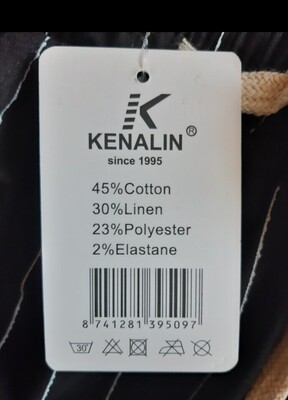 KENALIN®
since 1995
45%Cotton
30%Linen
23%Polyester
2%Elastane
8 741281 395097
30°